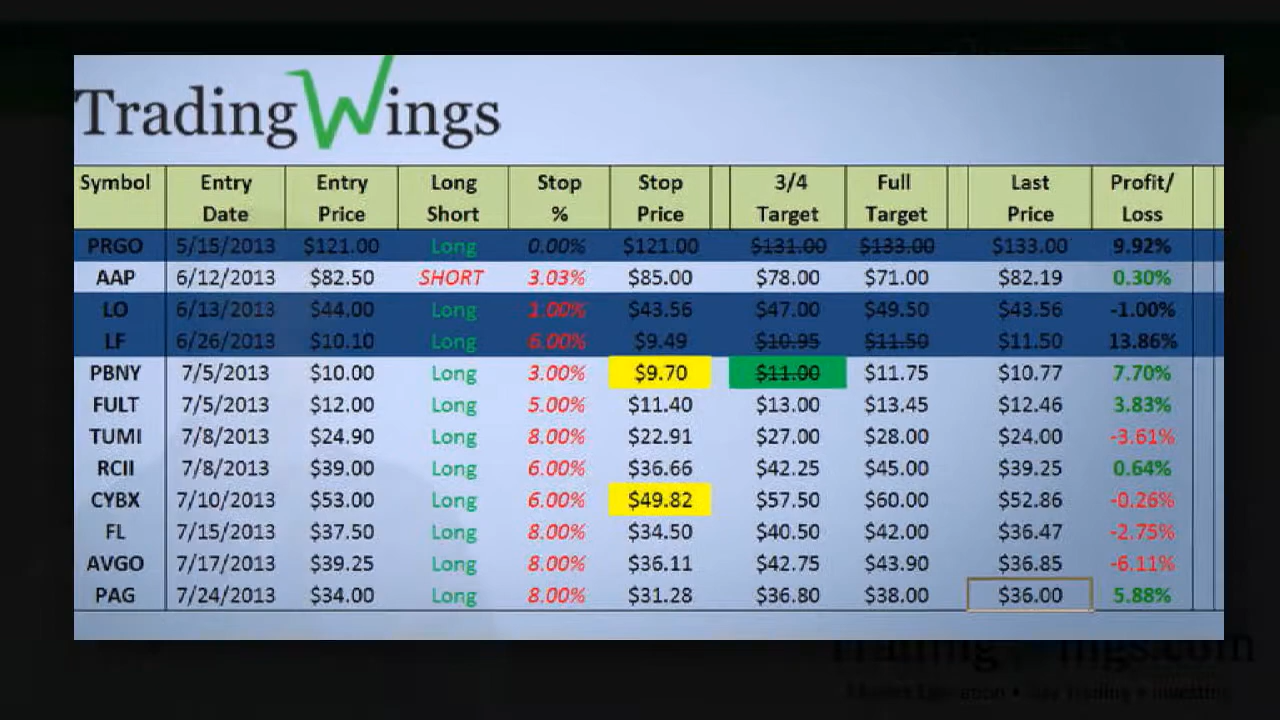 TradingWings
Symbol Entry Date Entry Price Long Short Stop % Stop Price 3/4 Target Full Target Last Price Profit/ Loss
PRGO 5/15/2013 $121.00 Long 0.00% $121.00 $131.00 $133.00 $133.00 9.92%
AAP 6/12/2013 $82.50 SHORT 3.03% $85.00 $78.00 $71.00 $82.19 0.30%
LO 6/13/2013 $44.00 Long 1.00% $43.56 $47.00 $49.50 $43.56 -1.00%
LF 6/26/2013 $10.10 Long 6.00% $9.49 $10.95 $11.50 $11.50 13.86%
PBNY 7/5/2013 $10.00 Long 3.00% $9.70 $11.00 $11.75 $10.77 7.70%
FULT 7/5/2013 $12.00 Long 5.00% $11.40 $13.00 $13.45 $12.46 3.83%
TUMI 7/8/2013 $24.90 Long 8.00% $22.91 $27.00 $28.00 $24.00 -3.61%
RCII 7/8/2013 $39.00 Long 6.00% $36.66 $42.25 $45.00 $39.25 0.64%
CYBX 7/10/2013 $53.00 Long 6.00% $49.82 $57.50 $60.00 $52.86 -0.26%
FL 7/15/2013 $37.50 Long 8.00% $34.50 $40.50 $42.00 $36.47 -2.75%
AVGO 7/17/2013 $39.25 Long 8.00% $36.11 $42.75 $43.90 $36.85 -6.11%
PAG 7/24/2013 $34.00 Long 8.00% $31.28 $36.80 $38.00 $36.00 5.88%